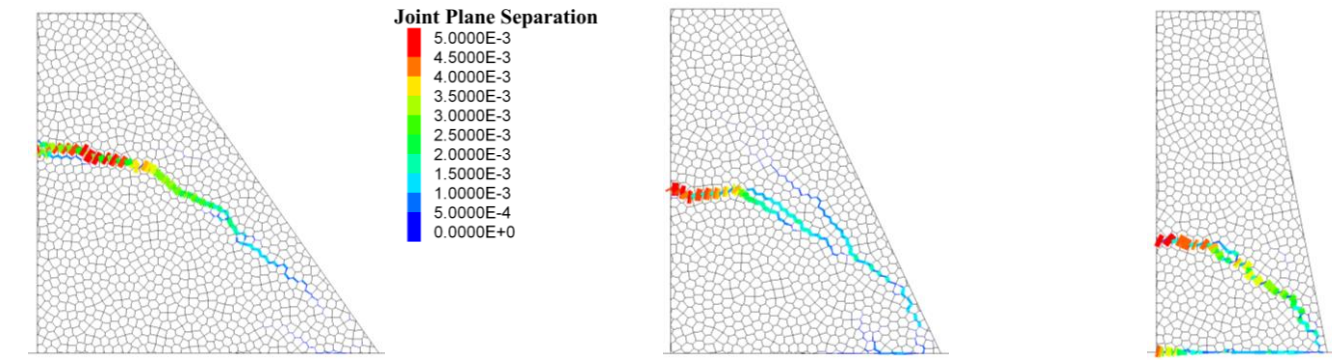 Joint Plane Separation
5.0000E-3
4.5000E-3
4.0000E-3
3.5000E-3
3.0000E-3
2.5000E-3
2.0000E-3
1.5000E-3
1.0000E-3
5.0000E-4
0.0000E+0